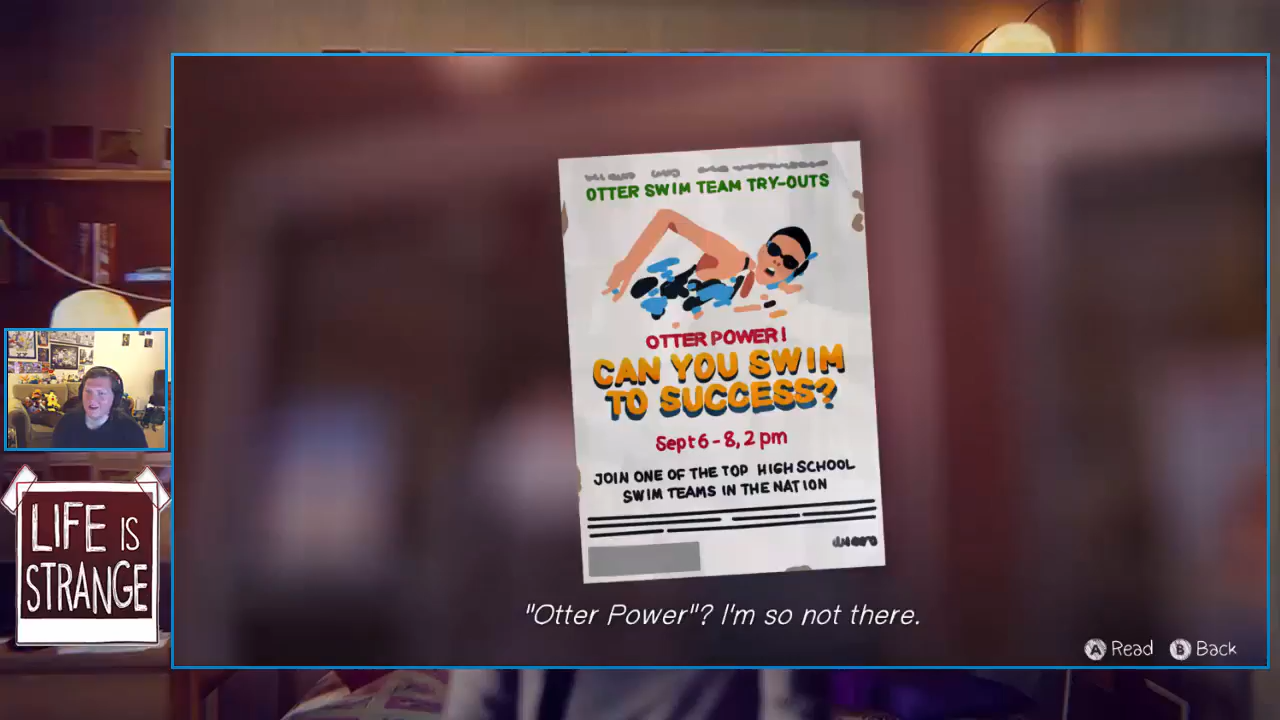 OTTER SWIM TEAM TRY-OUTS
OTTER POWER!
CAN YOU SWIM
TO SUCCESS?
Sept 6 - 8, 2 pm
JOIN ONE OF THE TOP HIGH SCHOOL
SWIM TEAMS IN THE NATION
"Otter Power"? I'm so not there.
A Read B Back
LIFE IS
STRANGE